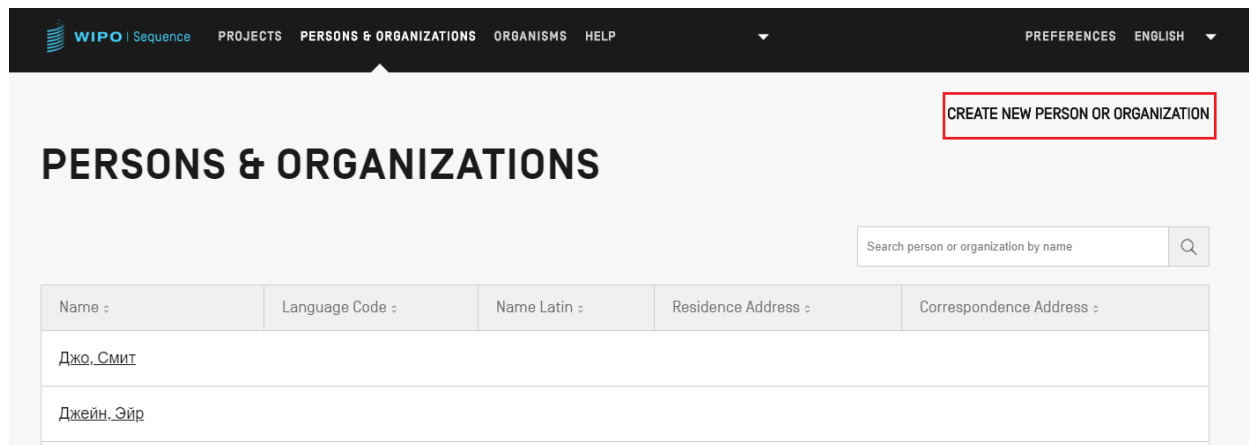 WIPO | Sequence PROJECTS PERSONS & ORGANIZATIONS ORGANISMS HELP PREFERENCES ENGLISH
CREATE NEW PERSON OR ORGANIZATION
PERSONS & ORGANIZATIONS
Search person or organization by name
Name Language Code Name Latin Residence Address Correspondence Address
Джо, Смит
Джейн, Эйр